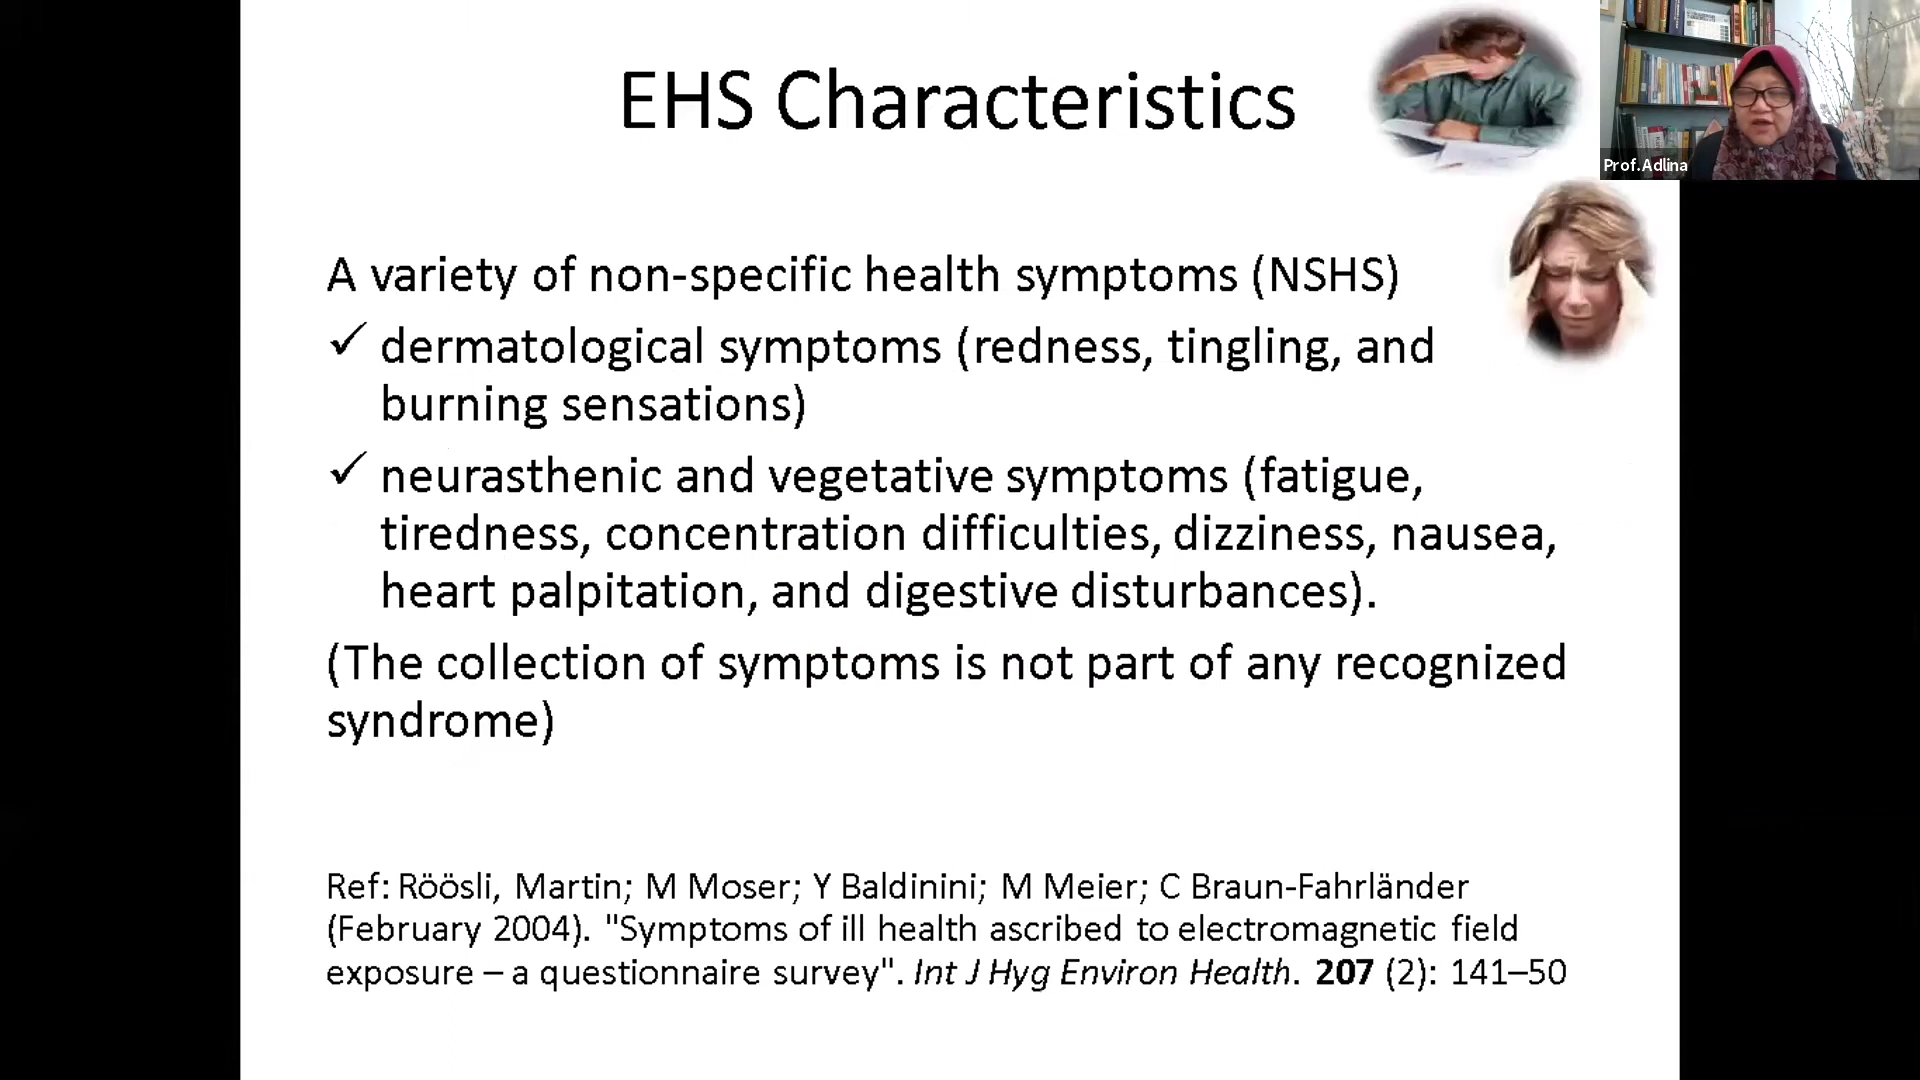 EHS Characteristics
Prof.Adlina
A variety of non-specific health symptoms (NSHS)
✓ dermatological symptoms (redness, tingling, and
burning sensations)
✓ neurasthenic and vegetative symptoms (fatigue,
tiredness, concentration difficulties, dizziness, nausea,
heart palpitation, and digestive disturbances).
(The collection of symptoms is not part of any recognized
syndrome)
Ref: Röösli, Martin; M Moser; Y Baldinini; M Meier; C Braun-Fahrländer
(February 2004). "Symptoms of ill health ascribed to electromagnetic field
exposure – a questionnaire survey". Int J Hyg Environ Health. 207 (2): 141–50